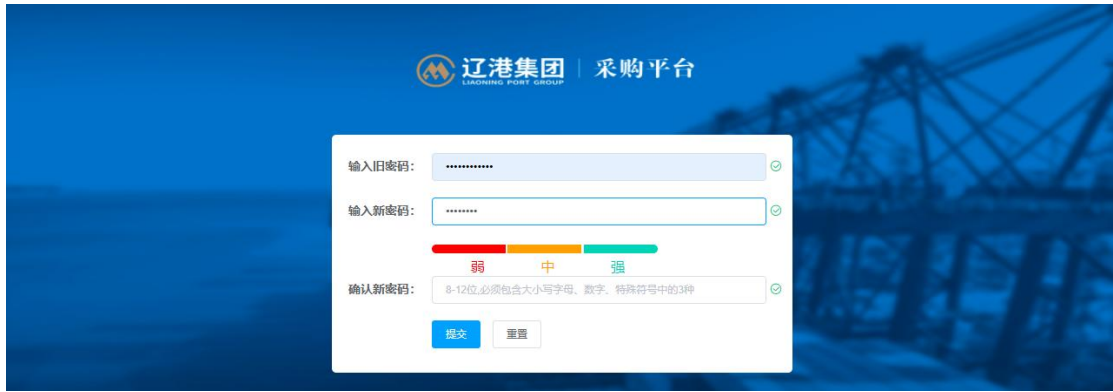 辽港集团 采购平台
LIAONING PORT GROUP
输入旧密码：
输入新密码：
弱 中 强
确认新密码： 8-12位,必须包含大小写字母、数字、特殊符号中的3种
提交 重置